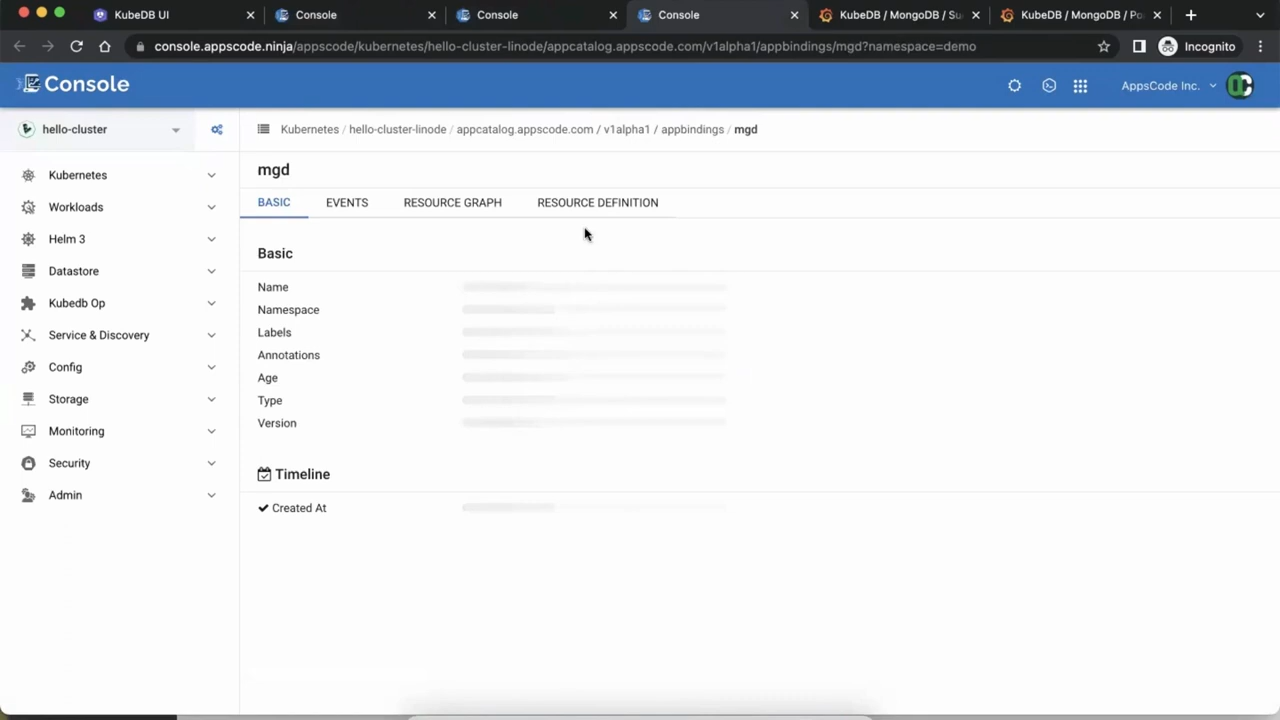 KubeDB UI
Console
Console
Console
KubeDB / MongoDB / Su
KubeDB / MongoDB / Po
console.appscode.ninja/appscode/kubernetes/hello-cluster-linode/appcatalog.appscode.com/v1alpha1/appbindings/mgd?namespace=demo
Incognito
Console
AppsCode Inc.
hello-cluster
Kubernetes / hello-cluster-linode / appcatalog.appscode.com / v1alpha1 / appbindings / mgd
Kubernetes
Workloads
Helm 3
Datastore
Kubedb Op
Service & Discovery
Config
Storage
Monitoring
Security
Admin
mgd
BASIC EVENTS RESOURCE GRAPH RESOURCE DEFINITION
Basic
Name
Namespace
Labels
Annotations
Age
Type
Version
Timeline
Created At